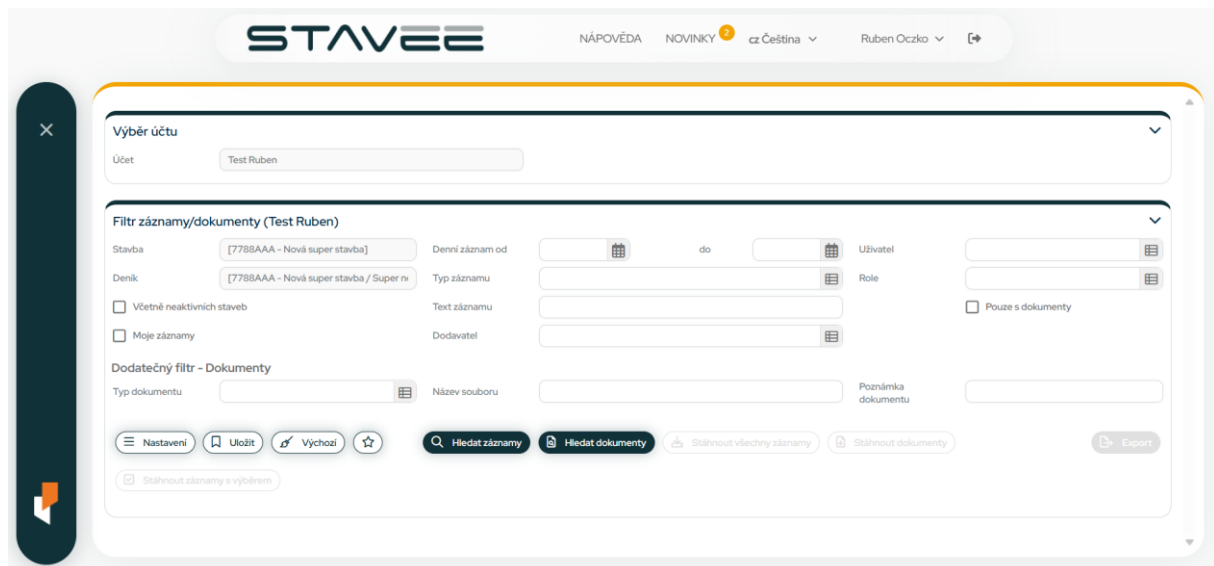 STAVEE NÁPOVĚDA NOVINKY 2 cz Čeština Ruben Oczko
Výběr účtu
Účet Test Ruben
Filtr záznamy/dokumenty (Test Ruben)
Stavba [7788AAA - Nová super stavba] Denní záznam od do Uživatel
Deník [7788AAA - Nová super stavba / Super n Typ záznamu Role
Včetně neaktivních staveb Text záznamu Pouze s dokumenty
Moje záznamy Dodavatel
Dodatečný filtr - Dokumenty
Typ dokumentu Název souboru Poznámka
dokumentu
Nastavení Uložit Výchozí Hledat záznamy Hledat dokumenty Stáhnout všechny záznamy Stáhnout dokumenty Export
Stáhnout záznamy s výběrem